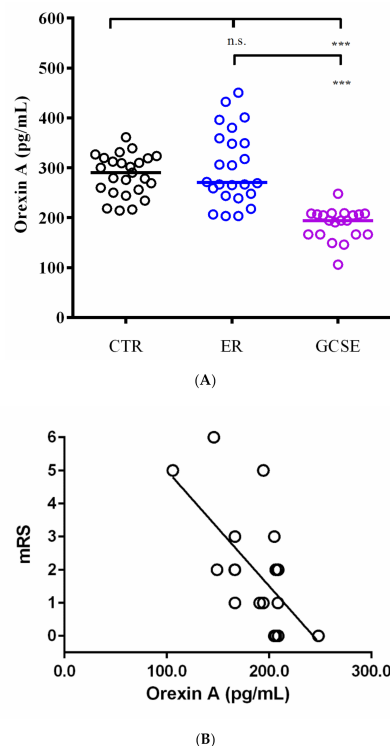 600
500
400
300
200
100
0
Orexin A (pg/mL)
n.s.
***
***
CTR ER GCSE
(A)
6
5
4
3
2
1
0
mRS
0.0 100.0 200.0 300.0
Orexin A (pg/mL)
(B)